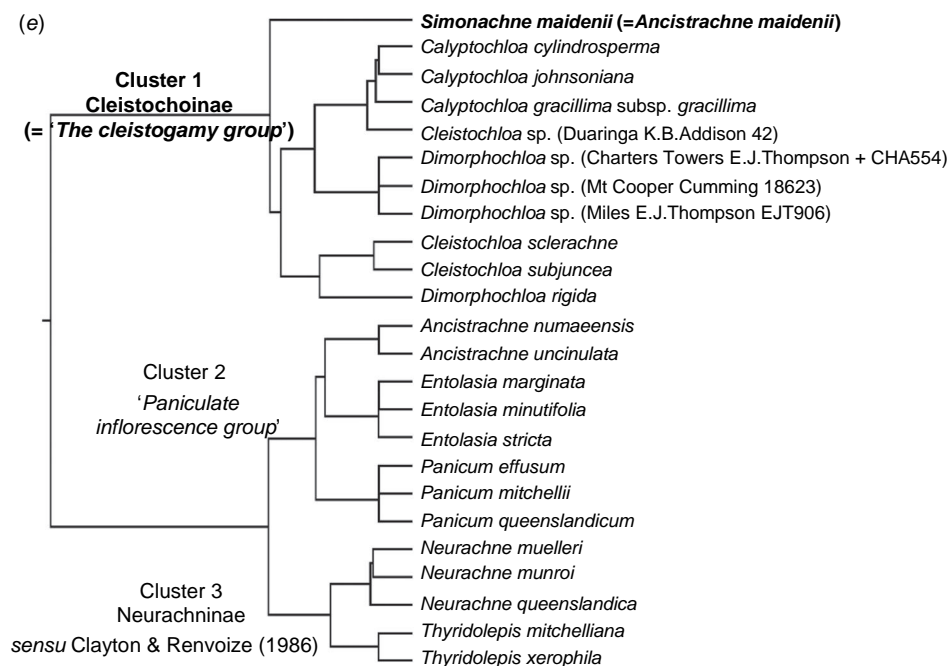 (e)
Simonachne maidenii (=Ancistrachne maidenii)
Calyptochloa cylindrosperma
Cluster 1
Cleistochoinae
(= 'The cleistogamy group')
Calyptochloa johnsoniana
Calyptochloa gracillima subsp. gracillima
Cleistochloa sp. (Duaringa K.B.Addison 42)
Dimorphochloa sp. (Charters Towers E.J.Thompson + CHA554)
Dimorphochloa sp. (Mt Cooper Cumming 18623)
Dimorphochloa sp. (Miles E.J.Thompson EJT906)
Cleistochloa sclerachne
Cleistochloa subjuncea
Dimorphochloa rigida
Ancistrachne numaeensis
Ancistrachne uncinulata
Cluster 2
'Paniculate
inflorescence group'
Entolasia marginata
Entolasia minutifolia
Entolasia stricta
Panicum effusum
Panicum mitchellii
Panicum queenslandicum
Neurachne muelleri
Neurachne munroi
Neurachne queenslandica
Cluster 3
Neurachninae
sensu Clayton & Renvoize (1986)
Thyridolepis mitchelliana
Thyridolepis xerophila